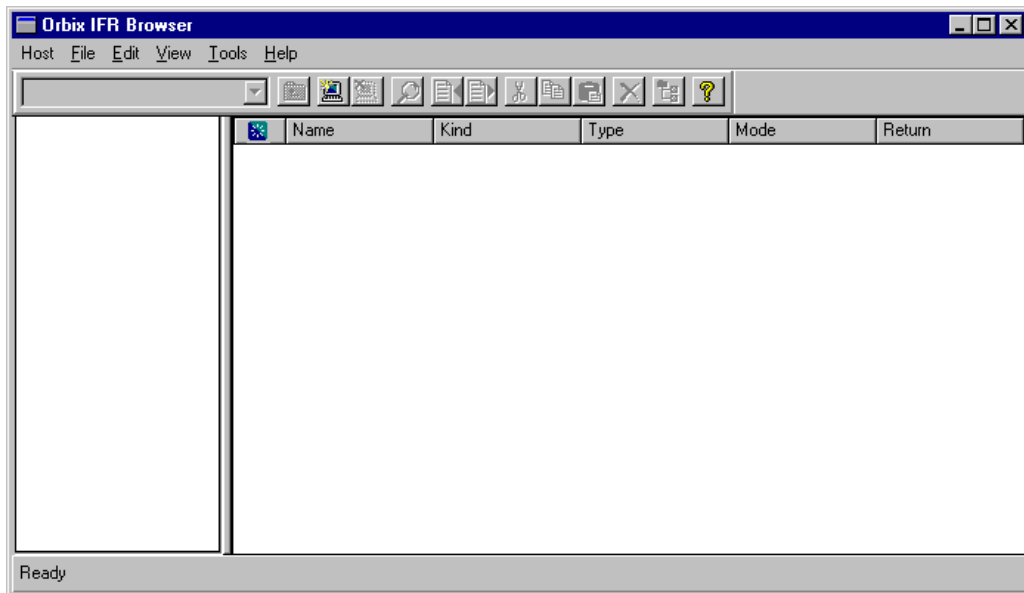 Orbix IFR Browser
Host File Edit View Tools Help
Name Kind Type Mode Return
Ready